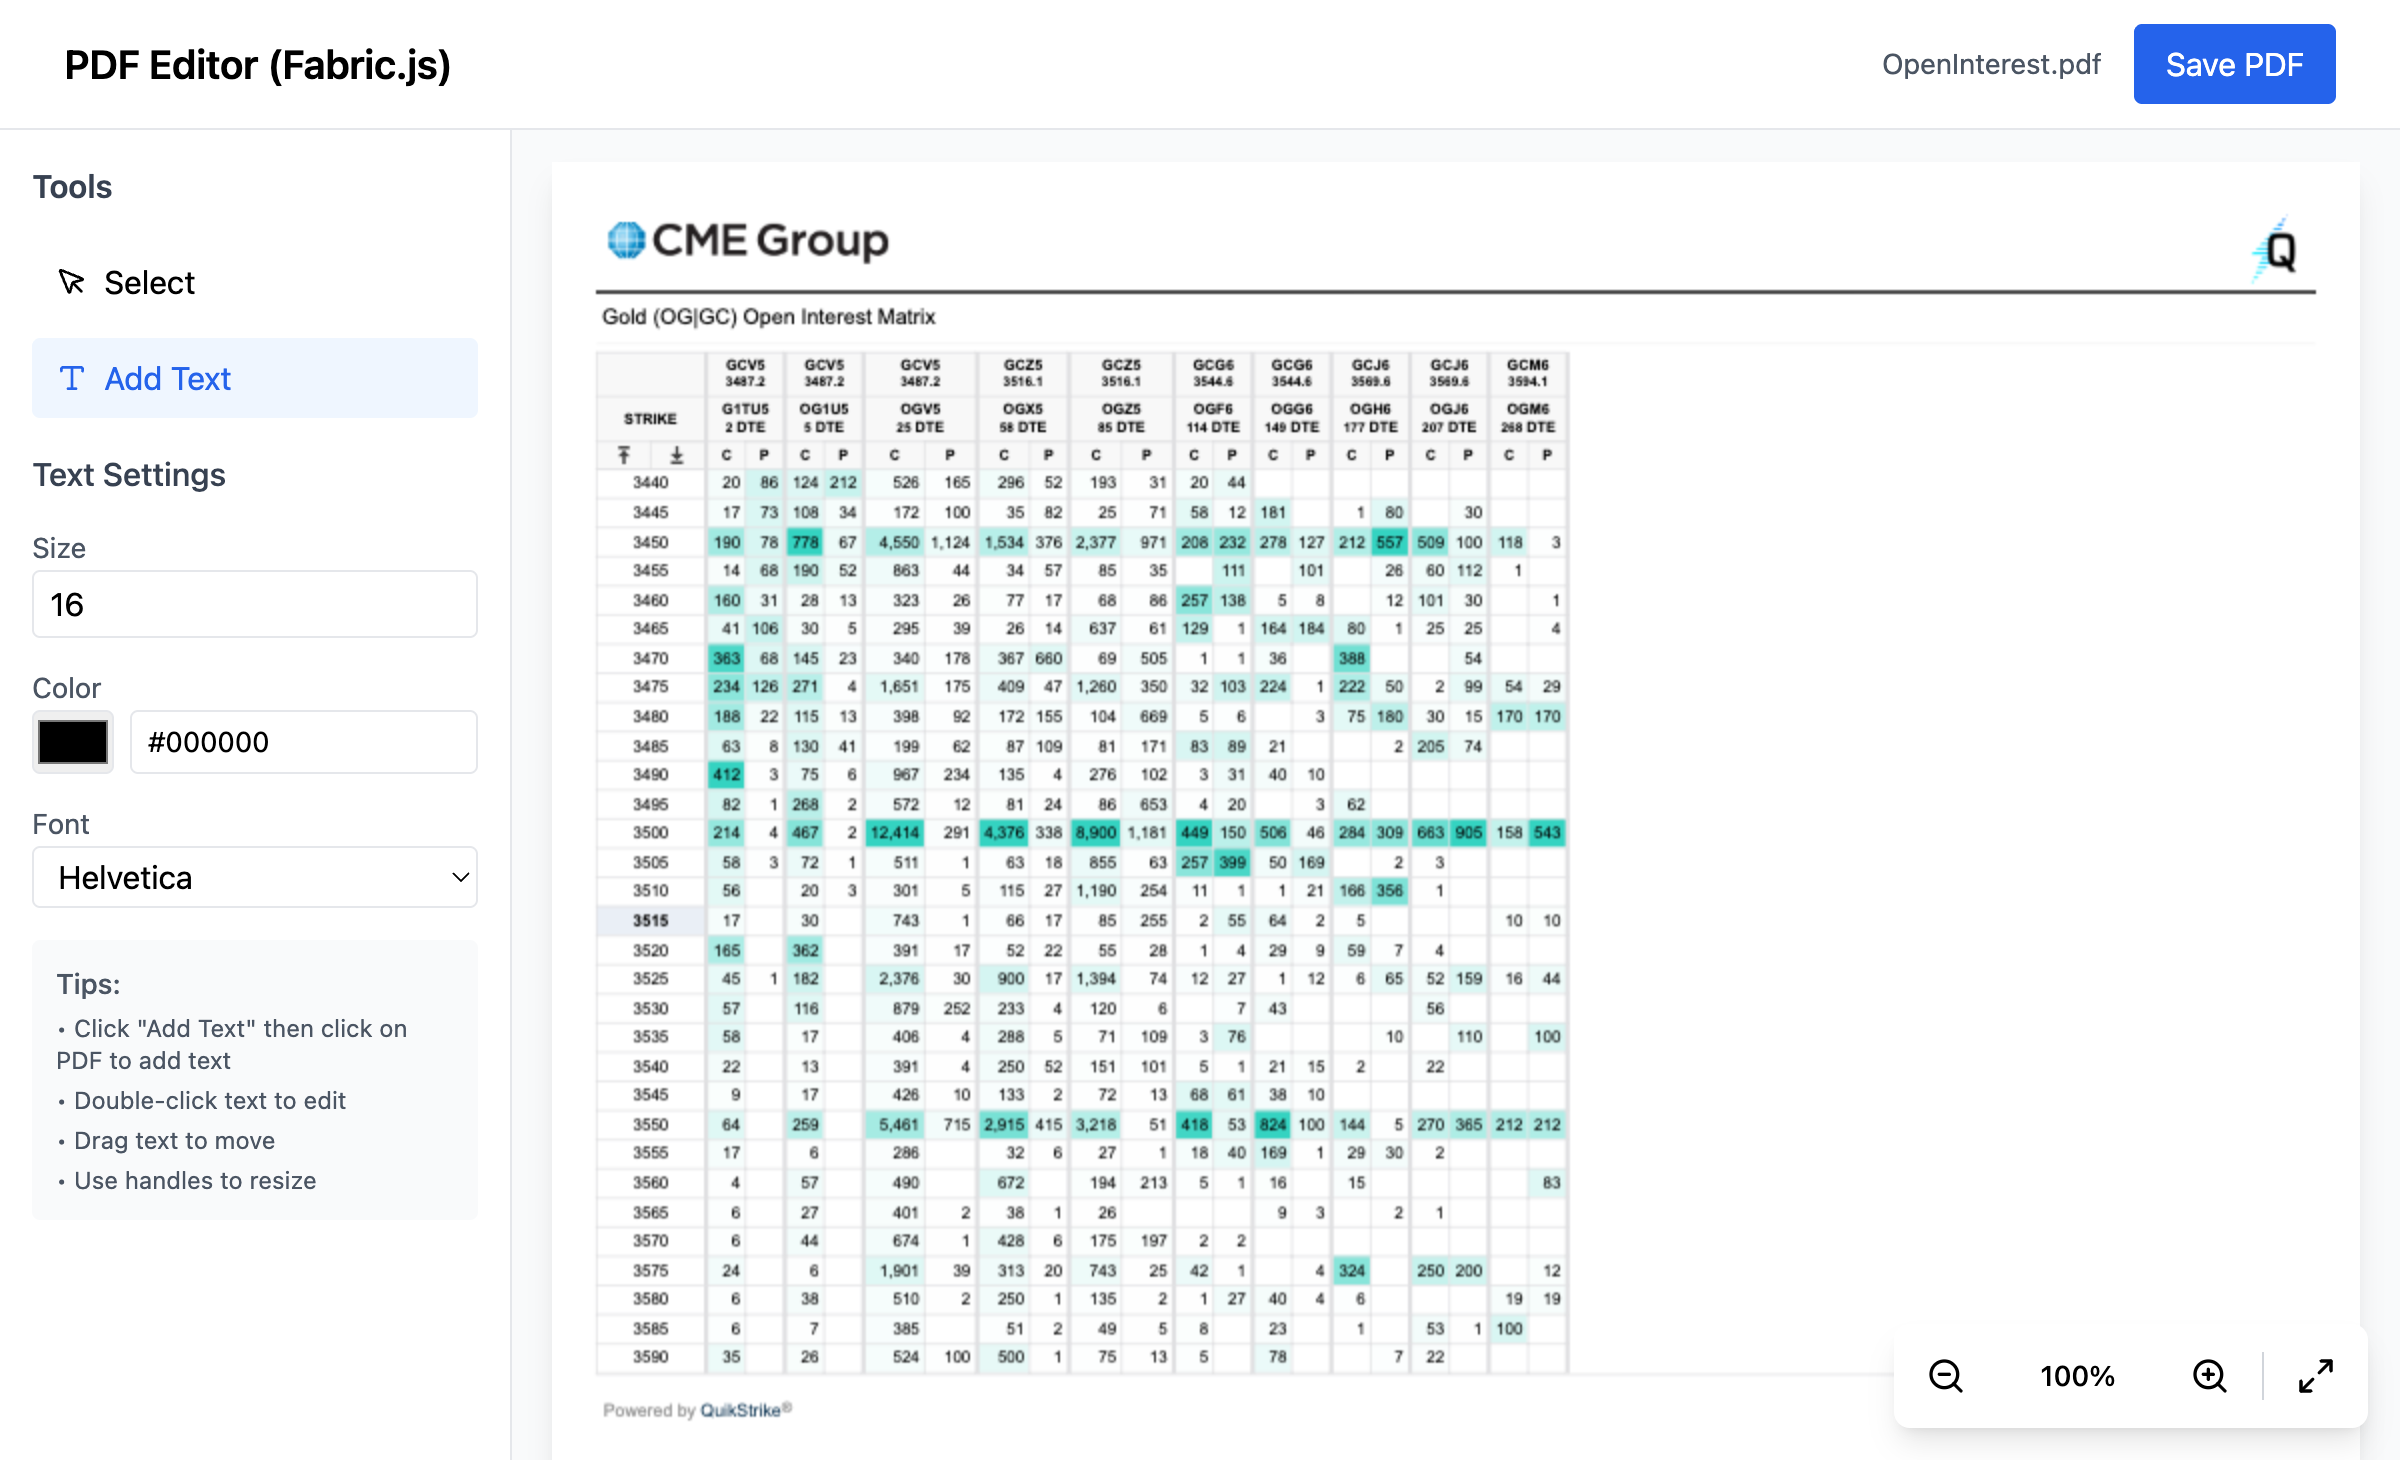 PDF Editor (Fabric.js)
OpenInterest.pdf
Save PDF
Tools
Select
Add Text
Text Settings
Size
16
Color
#000000
Font
Helvetica
Tips:
• Click "Add Text" then click on
PDF to add text
• Double-click text to edit
• Drag text to move
• Use handles to resize
CME Group
Q
Gold (OG|GC) Open Interest Matrix
GCV5 GCV5 GCV5 GCZ5 GCZ5 GCG6 GCG6 GCJ6 GCJ6 GCM6
3487.2 3487.2 3487.2 3516.1 3516.1 3544.6 3544.6 3569.6 3569.6 3594.1
STRIKE G1TU5 OG1U5 OGV5 OGX5 OGZ5 OGF6 OGG6 OGH6 OGJ6 OGM6
2 DTE 5 DTE 25 DTE 58 DTE 85 DTE 114 DTE 149 DTE 177 DTE 207 DTE 268 DTE
C P C P C P C P C P C P C P C P C P C P
3440 20 86 124 212 526 165 296 52 193 31 20 44
3445 17 73 108 34 172 100 35 82 25 71 58 12 181 1 80 30
3450 190 78 778 67 4,550 1,124 1,534 376 2,377 971 208 232 278 127 212 557 509 100 118 3
3455 14 68 190 52 863 44 34 57 85 35 111 101 26 60 112 1
3460 160 31 28 13 323 26 77 17 68 86 257 138 5 8 12 101 30 1
3465 41 106 30 5 295 39 26 14 637 61 129 1 164 184 80 1 25 25 4
3470 363 68 145 23 340 178 367 660 69 505 1 1 36 388 54
3475 234 126 271 4 1,651 175 409 47 1,260 350 32 103 224 1 222 50 2 99 54 29
3480 188 22 115 13 398 92 172 155 104 669 5 6 3 75 180 30 15 170 170
3485 63 8 130 41 199 62 87 109 81 171 83 89 21 2 205 74
3490 412 3 75 6 967 234 135 4 276 102 3 31 40 10
3495 82 1 268 2 572 12 81 24 86 653 4 20 3 62
3500 214 4 467 2 12,414 291 4,376 338 8,900 1,181 449 150 506 46 284 309 663 905 158 543
3505 58 3 72 1 511 1 63 18 855 63 257 399 50 169 2 3
3510 56 20 3 301 5 115 27 1,190 254 11 1 1 21 166 356 1
3515 17 30 743 1 66 17 85 255 2 55 64 2 5 10 10
3520 165 362 391 17 52 22 55 28 1 4 29 9 59 7 4
3525 45 1 182 2,376 30 900 17 1,394 74 12 27 1 12 6 65 52 159 16 44
3530 57 116 879 252 233 4 120 6 7 43 56
3535 58 17 406 4 288 5 71 109 3 76 10 110 100
3540 22 13 391 4 250 52 151 101 5 1 21 15 2 22
3545 9 17 426 10 133 2 72 13 68 61 38 10
3550 64 259 5,461 715 2,915 415 3,218 51 418 53 824 100 144 5 270 365 212 212
3555 17 6 286 32 6 27 1 18 40 169 1 29 30 2
3560 4 57 490 672 194 213 5 1 16 15 83
3565 6 27 401 2 38 1 26 9 3 2 1
3570 6 44 674 1 428 6 175 197 2 2
3575 24 6 1,901 39 313 20 743 25 42 1 4 324 250 200 12
3580 6 38 510 2 250 1 135 2 1 27 40 4 6 19 19
3585 6 7 385 51 2 49 5 8 23 1 53 1 100
3590 35 26 524 100 500 1 75 13 5 78 7 22
Powered by QuikStrike®
100%